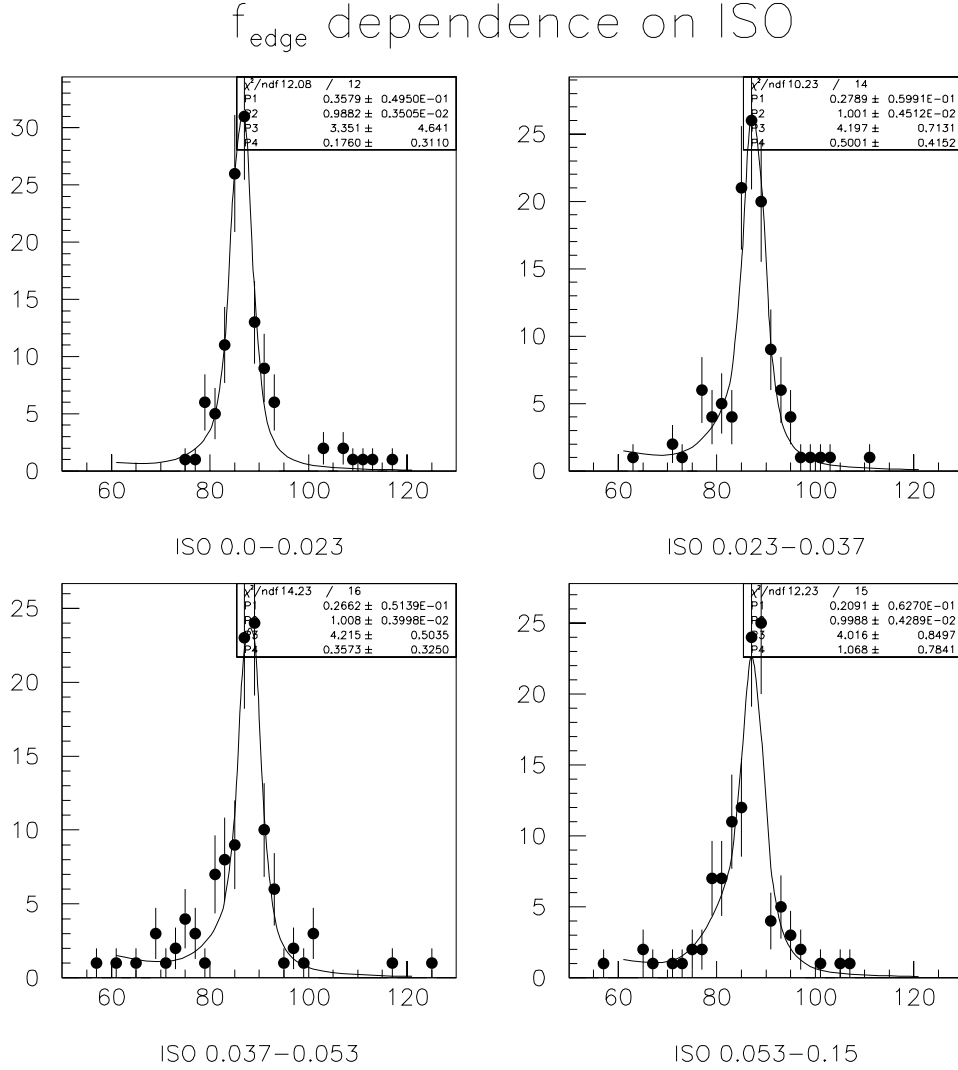 f_edge dependence on ISO
χ²/ndf 12.08 / 12
P1 0.3579 ± 0.4950E−01
P2 0.9882 ± 0.3505E−02
P3 3.351 ± 4.641
P4 0.1760 ± 0.3110
30
25
20
15
10
5
0
60 80 100 120
ISO 0.0−0.023
χ²/ndf 10.23 / 14
P1 0.2789 ± 0.5991E−01
P2 1.001 ± 0.4512E−02
P3 4.197 ± 0.7131
P4 0.5001 ± 0.4152
25
20
15
10
5
0
60 80 100 120
ISO 0.023−0.037
χ²/ndf 14.23 / 16
P1 0.2662 ± 0.5139E−01
1.008 ± 0.3998E−02
P3 4.215 ± 0.5035
P4 0.3573 ± 0.3250
25
20
15
10
5
0
60 80 100 120
ISO 0.037−0.053
χ²/ndf 12.23 / 15
P1 0.2091 ± 0.6270E−01
0.9988 ± 0.4289E−02
P3 4.016 ± 0.8497
P4 1.068 ± 0.7841
25
20
15
10
5
0
60 80 100 120
ISO 0.053−0.15